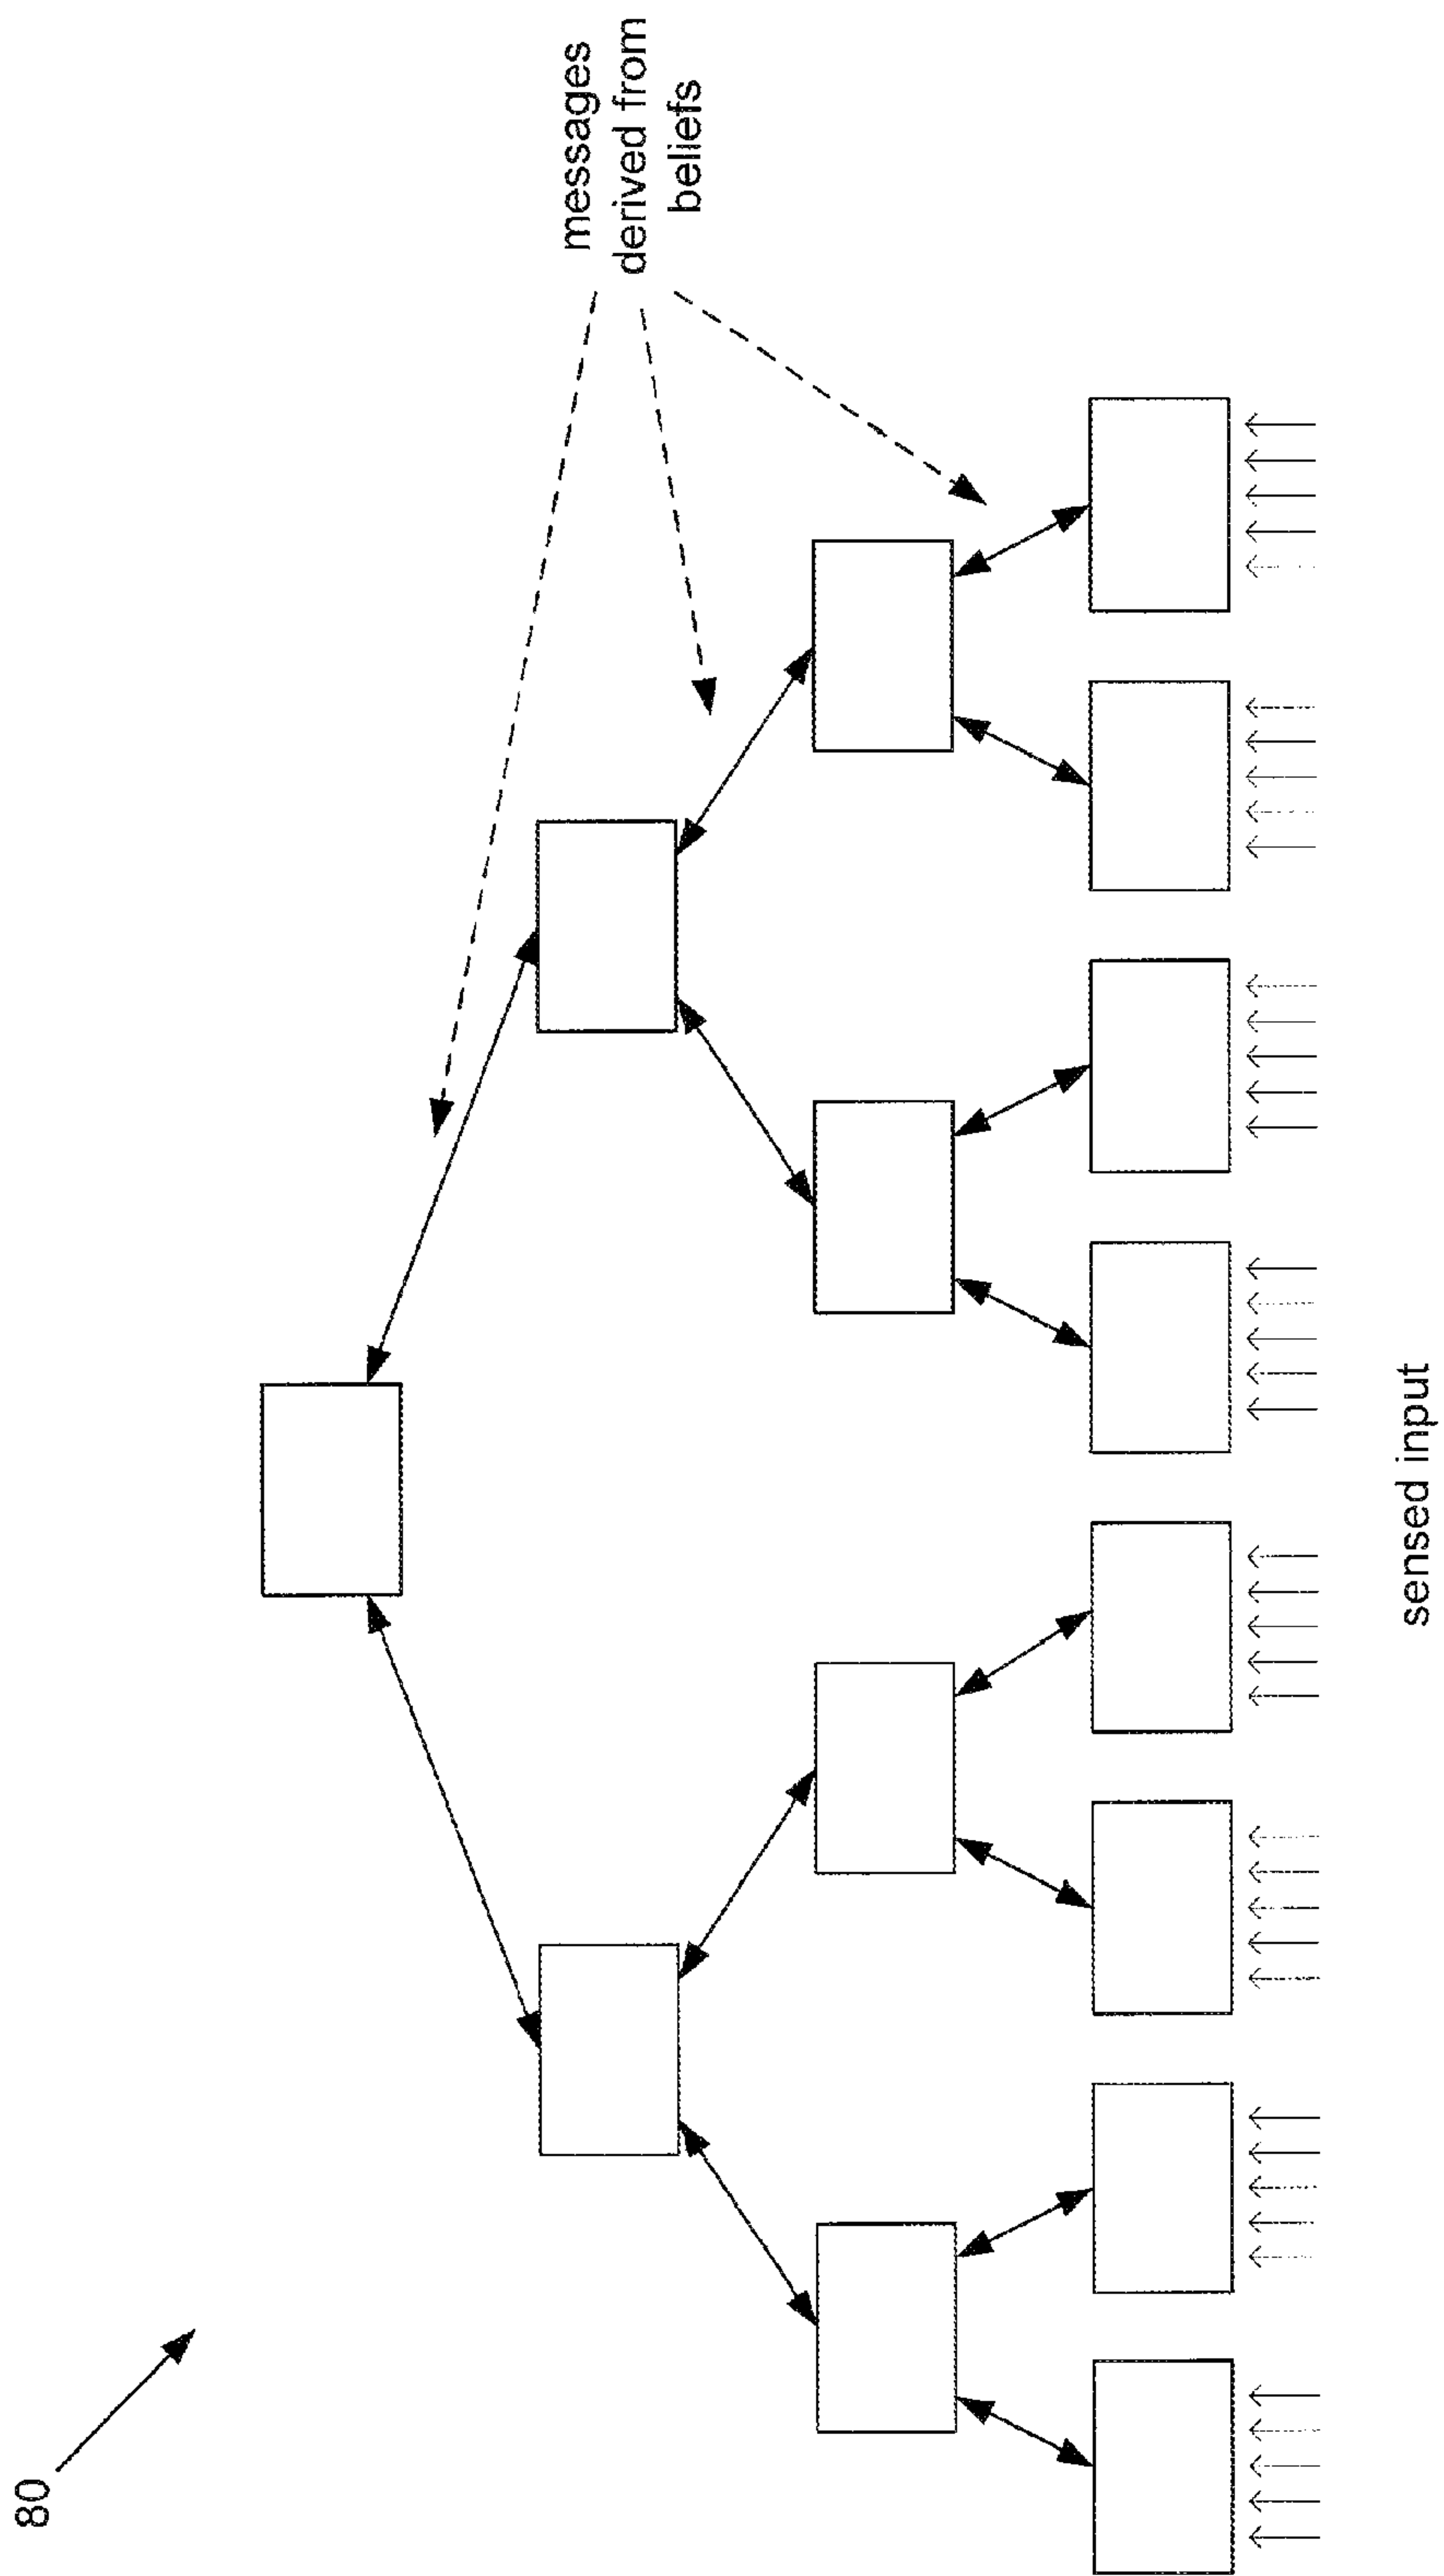 80
messages
derived from
beliefs
sensed input